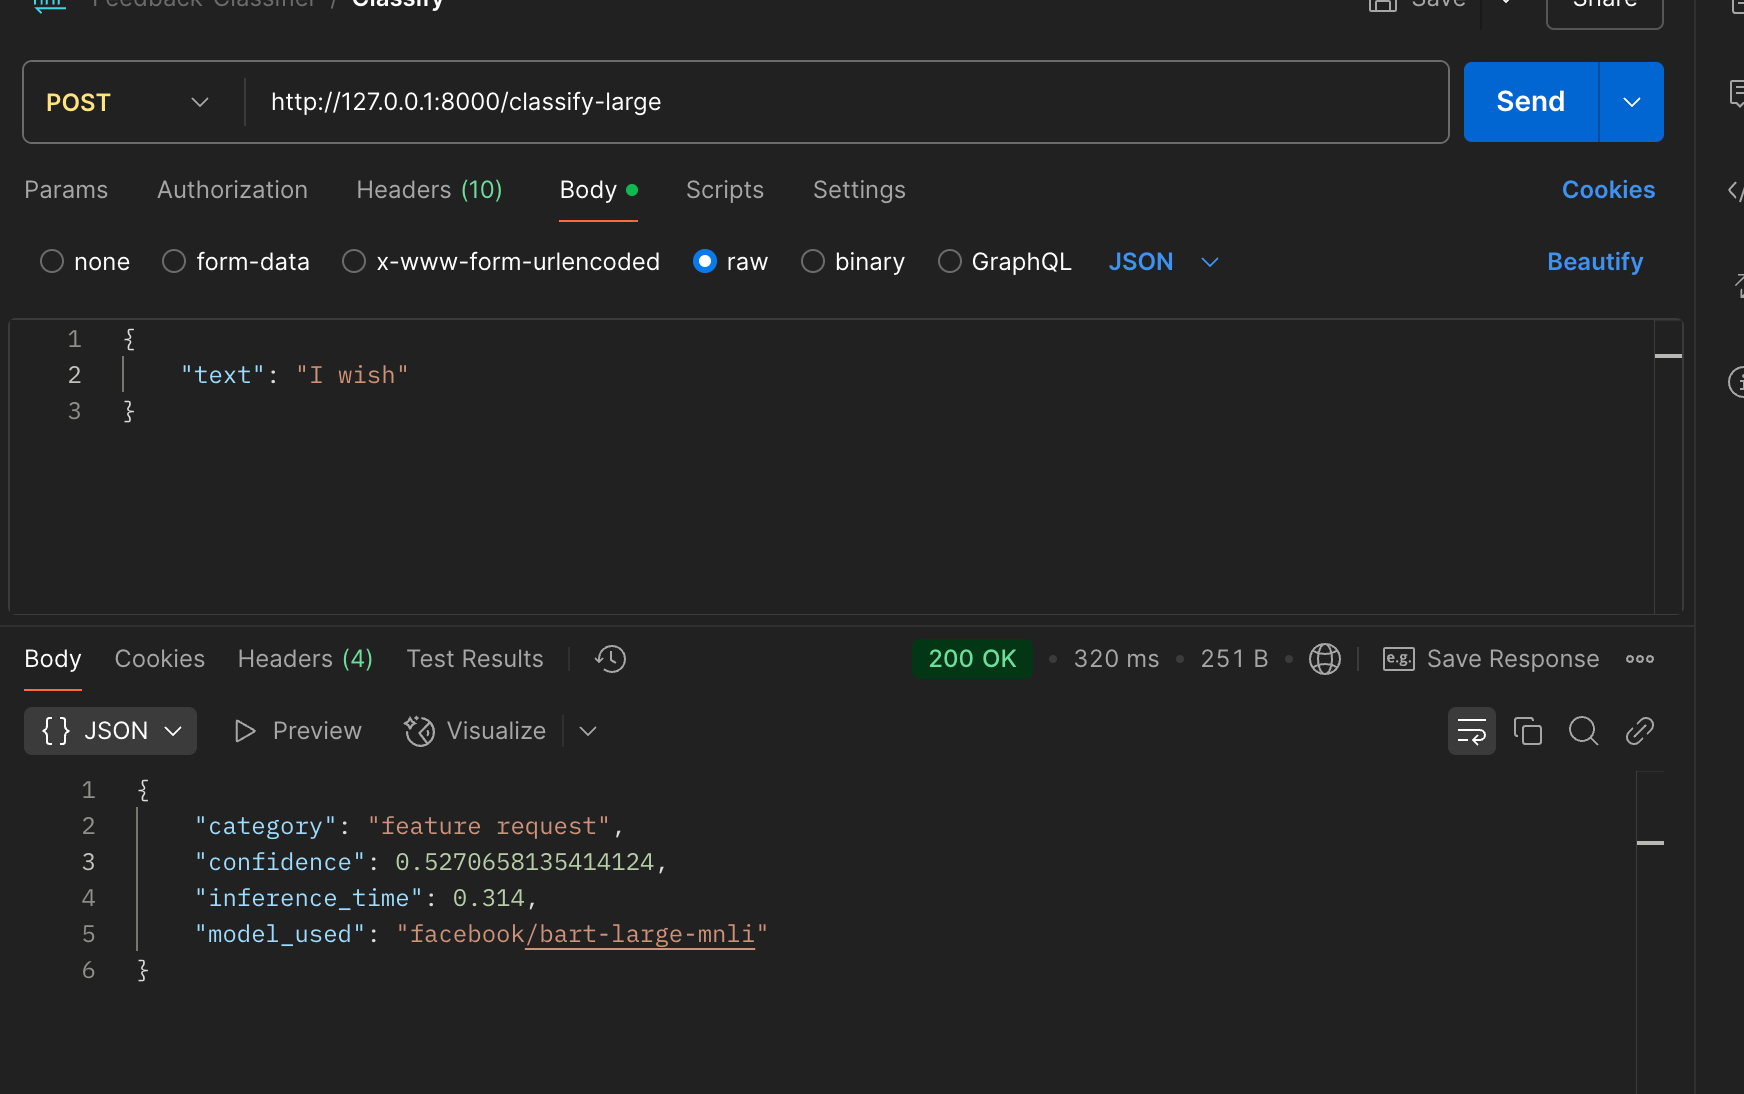 Feedback Classifier / Classify
Save
Share
POST
http://127.0.0.1:8000/classify-large
Send
Params
Authorization
Headers (10)
Body
Scripts
Settings
Cookies
none
form-data
x-www-form-urlencoded
raw
binary
GraphQL
JSON
Beautify
1 {
2 "text": "I wish"
3 }
Body
Cookies
Headers (4)
Test Results
200 OK
320 ms
251 B
e.g.
Save Response
{} JSON
Preview
Visualize
1 {
2 "category": "feature request",
3 "confidence": 0.5270658135414124,
4 "inference_time": 0.314,
5 "model_used": "facebook/bart-large-mnli"
6 }